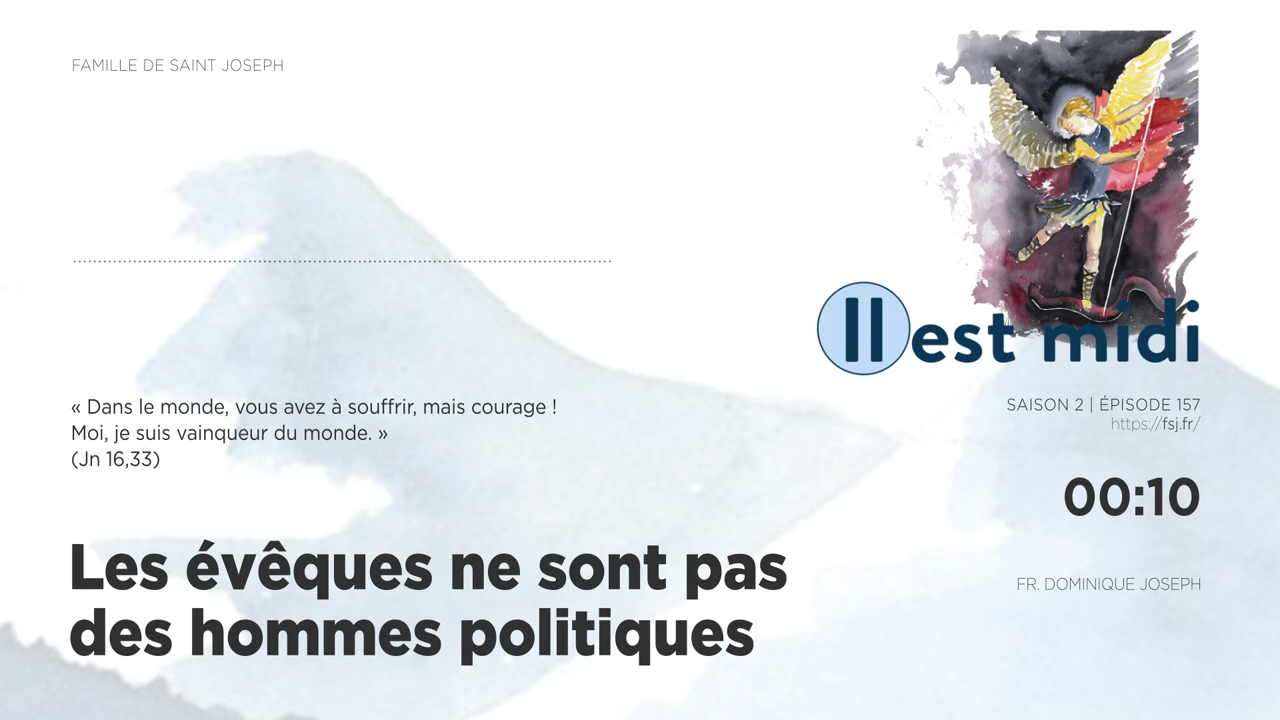 FAMILLE DE SAINT JOSEPH
Il est midi
« Dans le monde, vous avez à souffrir, mais courage !
Moi, je suis vainqueur du monde. »
(Jn 16,33)
SAISON 2 | ÉPISODE 157
https://fsj.fr/
00:10
Les évêques ne sont pas
des hommes politiques
FR. DOMINIQUE JOSEPH